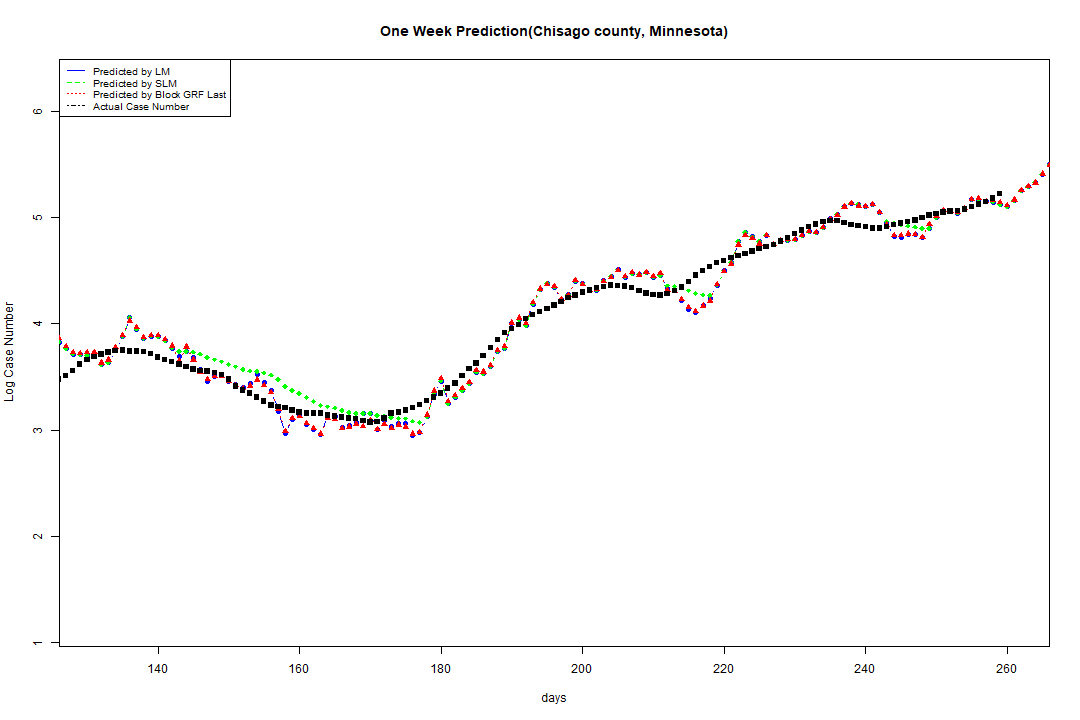 One Week Prediction(Chisago county, Minnesota)
Predicted by LM
Predicted by SLM
Predicted by Block GRF Last
Actual Case Number
6
5
4
3
2
1
Log Case Number
140 160 180 200 220 240 260
days